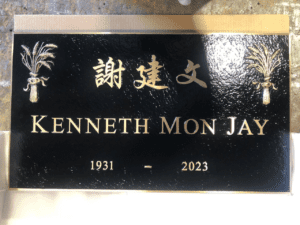 謝建文
KENNETH MON JAY
1931 – 2023